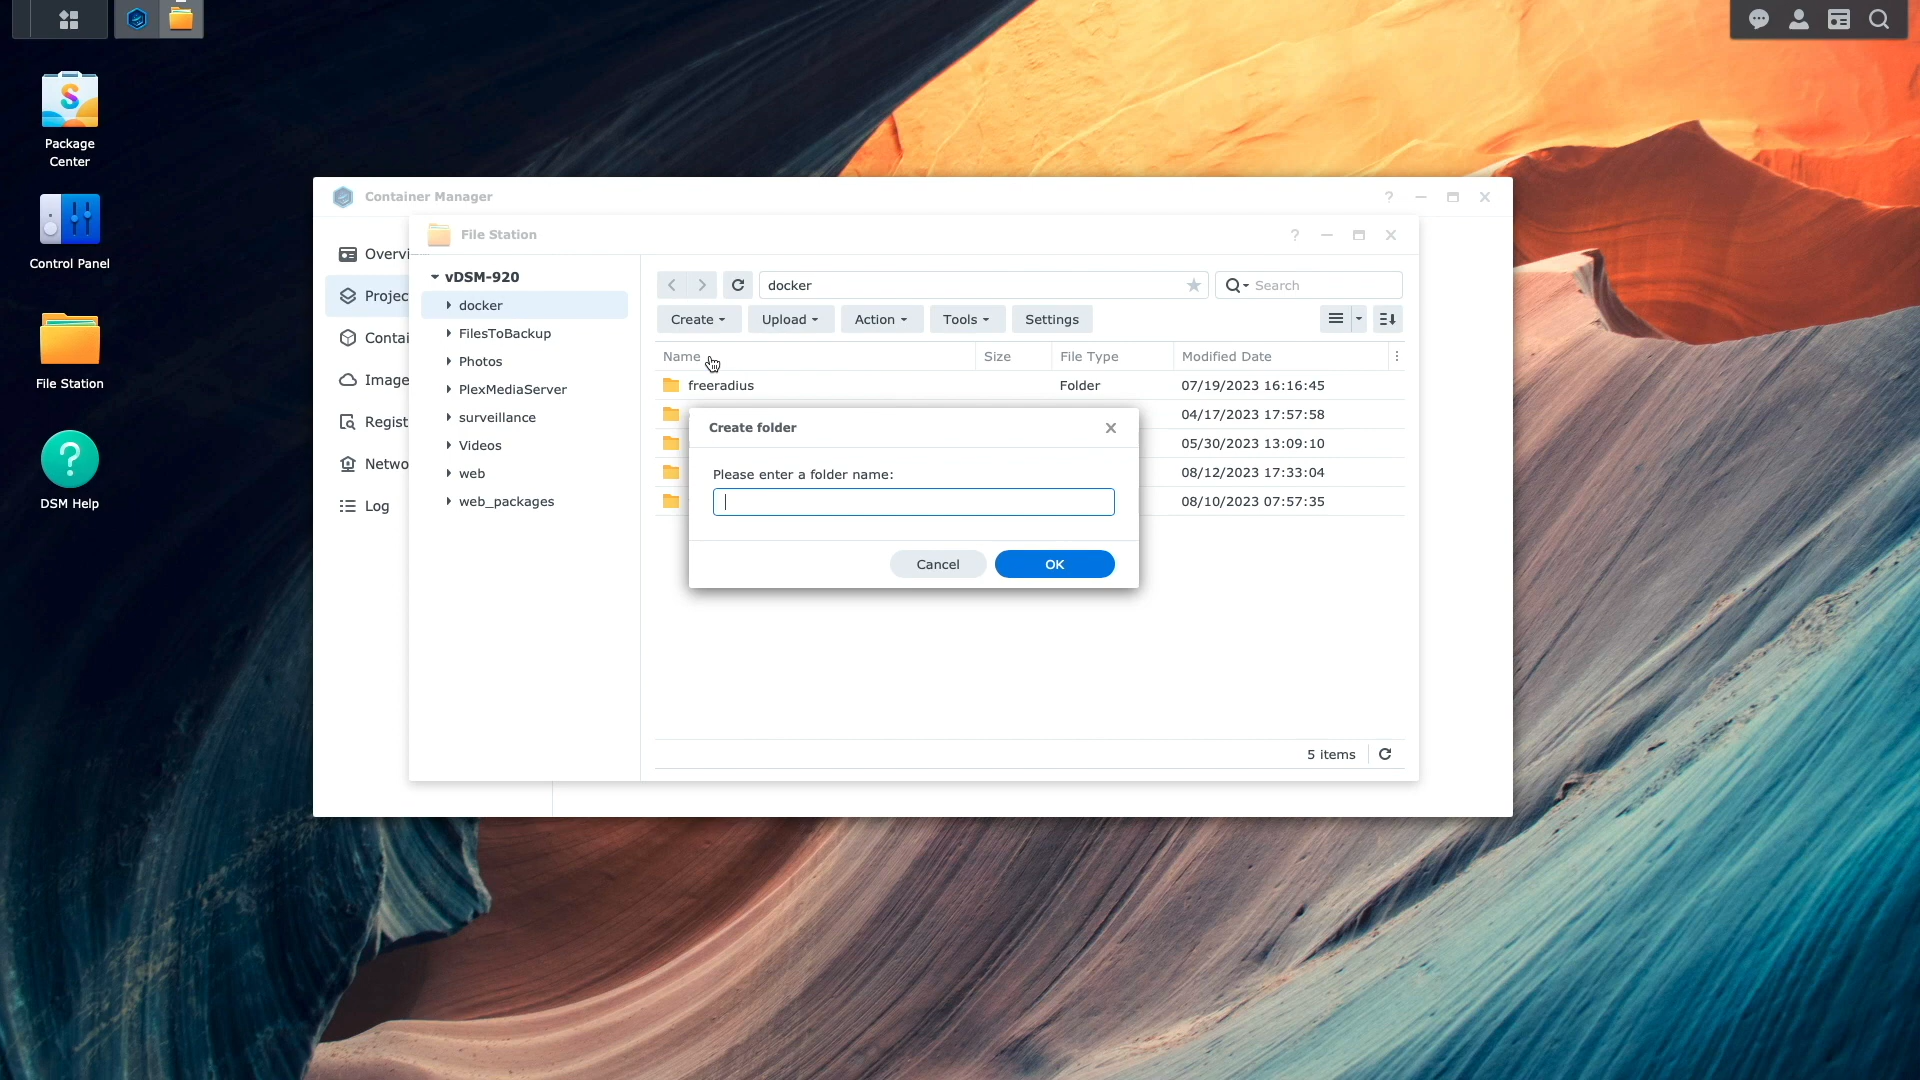 Package
Center
Control Panel
File Station
DSM Help
Container Manager
Overvi
Projec
Contai
Image
Regist
Netwo
Log
File Station
vDSM-920
docker
FilesToBackup
Photos
PlexMediaServer
surveillance
Videos
web
web_packages
docker
Search
Create
Upload
Action
Tools
Settings
Name
Size
File Type
Modified Date
freeradius
Folder
07/19/2023 16:16:45
04/17/2023 17:57:58
05/30/2023 13:09:10
08/12/2023 17:33:04
08/10/2023 07:57:35
Create folder
Please enter a folder name:
Cancel
OK
5 items